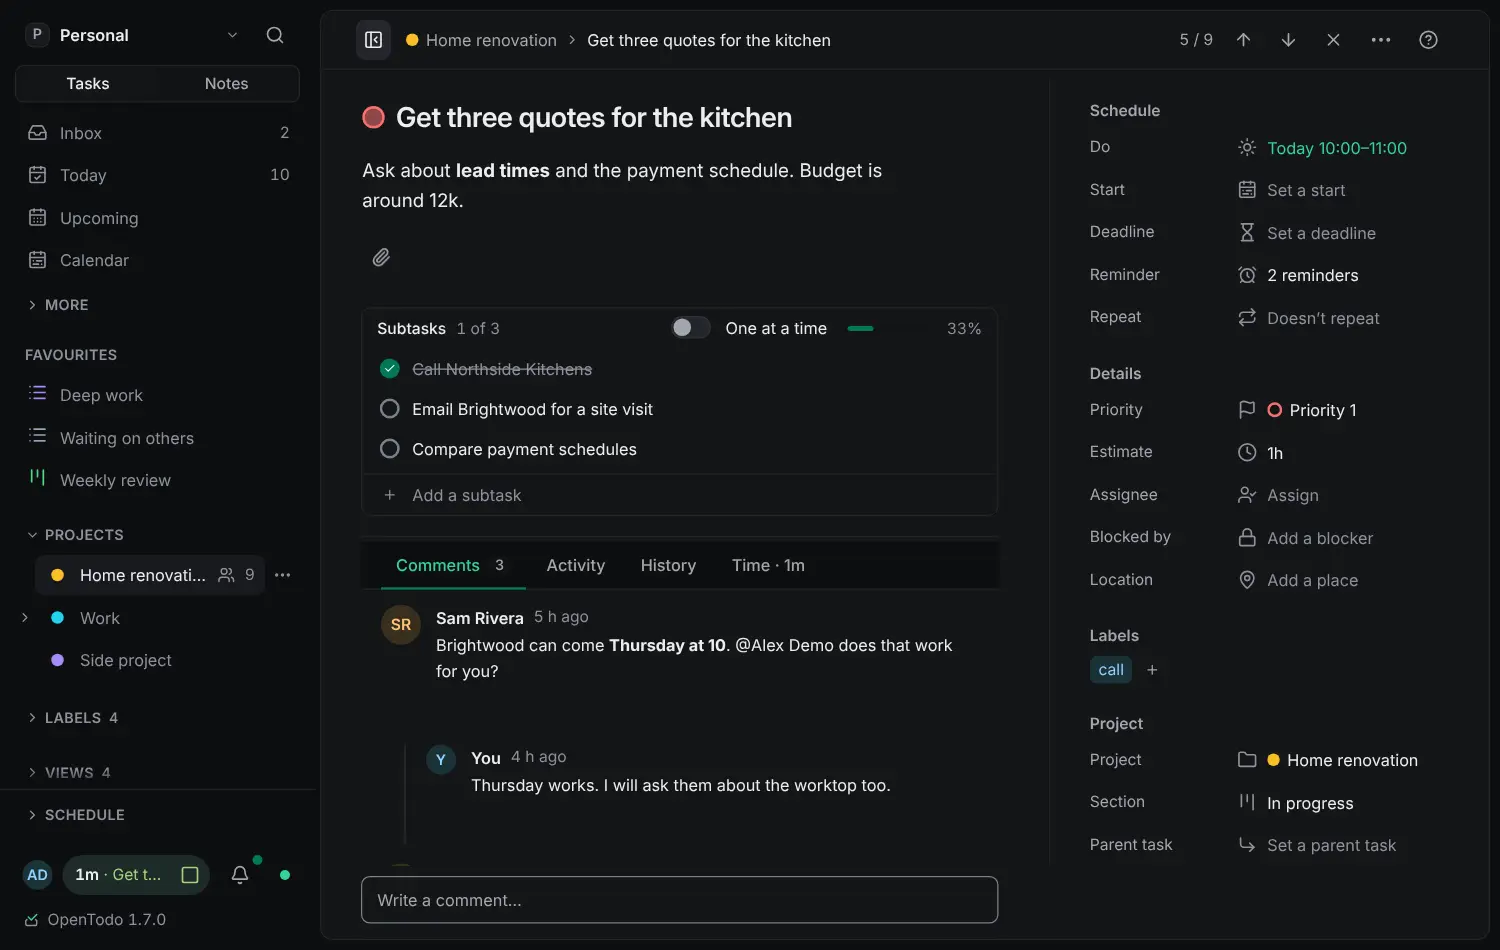 P Personal
Tasks Notes
Inbox 2
Today 10
Upcoming
Calendar
MORE
FAVOURITES
Deep work
Waiting on others
Weekly review
PROJECTS
Home renovati... 9
Work
Side project
LABELS 4
VIEWS 4
SCHEDULE
AD 1m · Get t...
OpenTodo 1.7.0
Home renovation > Get three quotes for the kitchen
5 / 9
Get three quotes for the kitchen
Ask about lead times and the payment schedule. Budget is
around 12k.
Subtasks 1 of 3 One at a time 33%
Call Northside Kitchens
Email Brightwood for a site visit
Compare payment schedules
+ Add a subtask
Comments 3 Activity History Time · 1m
SR Sam Rivera 5 h ago
Brightwood can come Thursday at 10. @Alex Demo does that work
for you?
Y You 4 h ago
Thursday works. I will ask them about the worktop too.
Write a comment...
Schedule
Do Today 10:00–11:00
Start Set a start
Deadline Set a deadline
Reminder 2 reminders
Repeat Doesn’t repeat
Details
Priority Priority 1
Estimate 1h
Assignee Assign
Blocked by Add a blocker
Location Add a place
Labels
call +
Project
Project Home renovation
Section In progress
Parent task Set a parent task